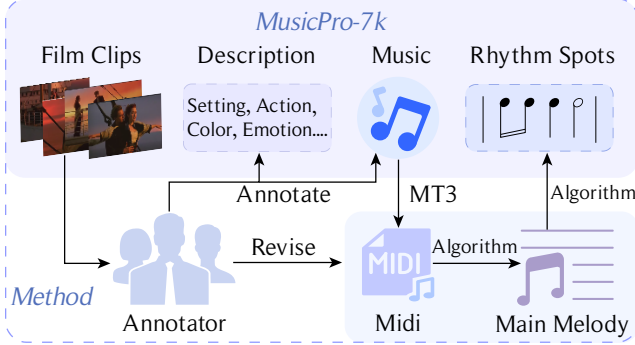 MusicPro-7k
Film Clips
Description
Music
Rhythm Spots
Setting, Action,
Color, Emotion....
Annotate
MT3
Algorithm
Revise
MIDI
Algorithm
Method
Annotator
Midi
Main Melody